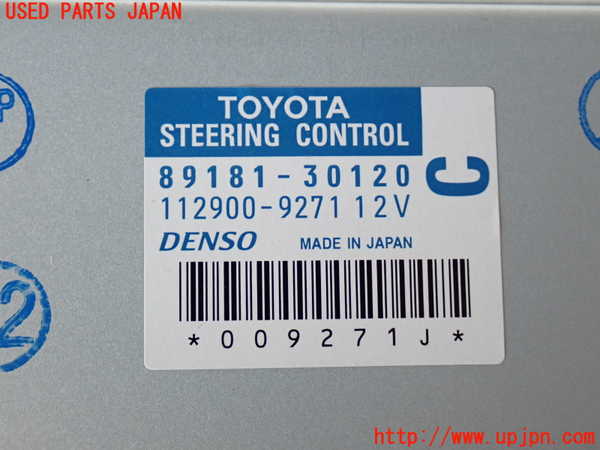 USED PARTS JAPAN
P
TOYOTA
STEERING CONTROL
C
89181-30120
112900-9271 12V
DENSO MADE IN JAPAN
2
*009271J*
http://www.upjpn.com/